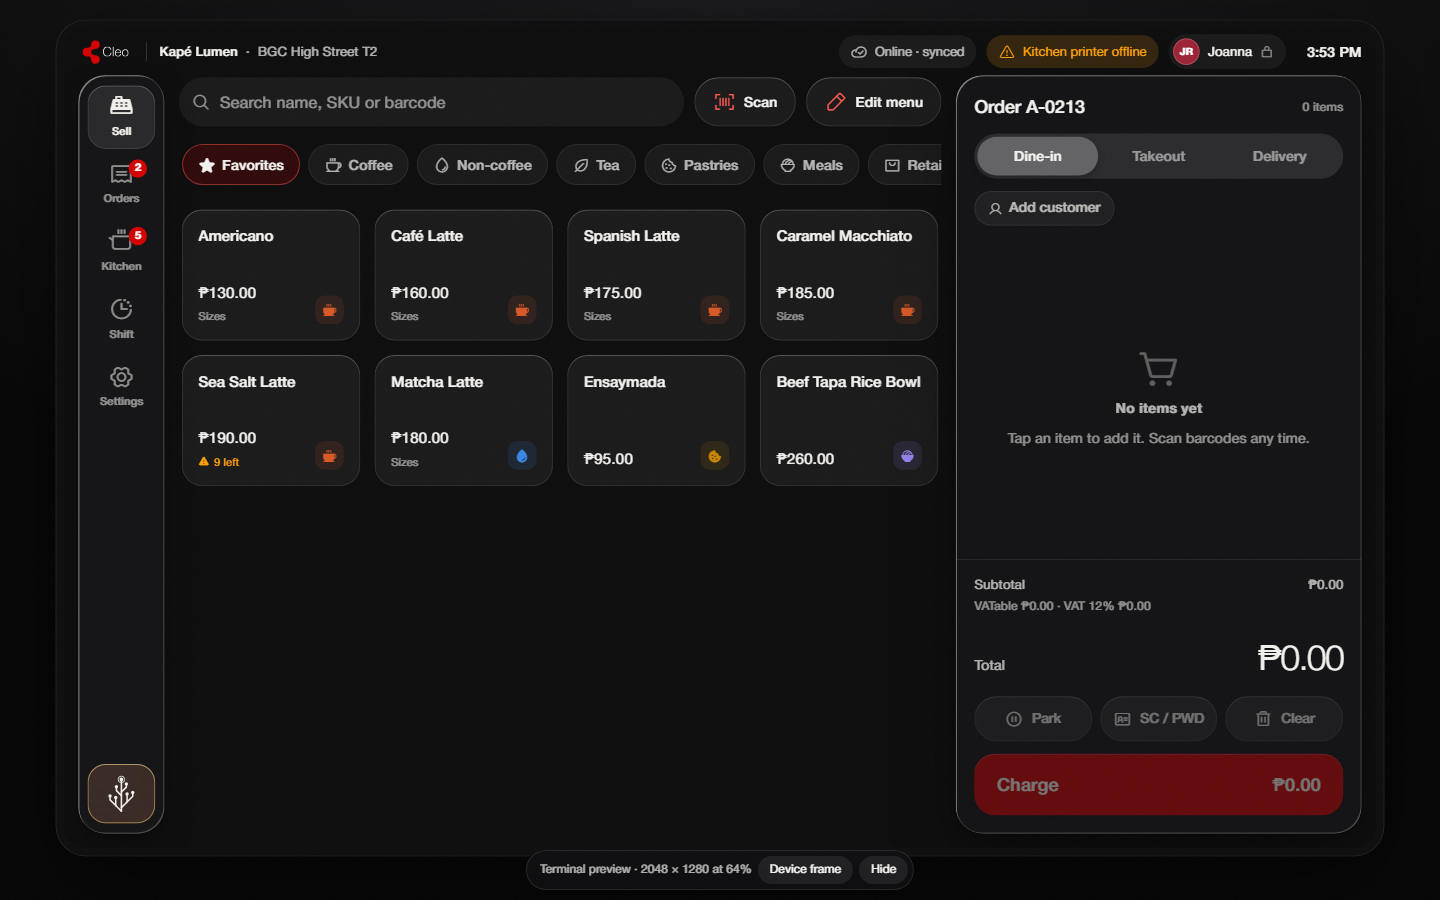 Cleo
Kapé Lumen · BGC High Street T2
Online · synced
Kitchen printer offline
JR
Joanna
3:53 PM
Sell
2
Orders
5
Kitchen
Shift
Settings
Search name, SKU or barcode
Scan
Edit menu
Favorites
Coffee
Non-coffee
Tea
Pastries
Meals
Retai
Americano
₱130.00
Sizes
Café Latte
₱160.00
Sizes
Spanish Latte
₱175.00
Sizes
Caramel Macchiato
₱185.00
Sizes
Sea Salt Latte
₱190.00
9 left
Matcha Latte
₱180.00
Sizes
Ensaymada
₱95.00
Beef Tapa Rice Bowl
₱260.00
Order A-0213
0 items
Dine-in
Takeout
Delivery
Add customer
No items yet
Tap an item to add it. Scan barcodes any time.
Subtotal
₱0.00
VATable ₱0.00 · VAT 12% ₱0.00
Total
₱0.00
Park
SC / PWD
Clear
Charge
₱0.00
Terminal preview · 2048 × 1280 at 64%
Device frame
Hide